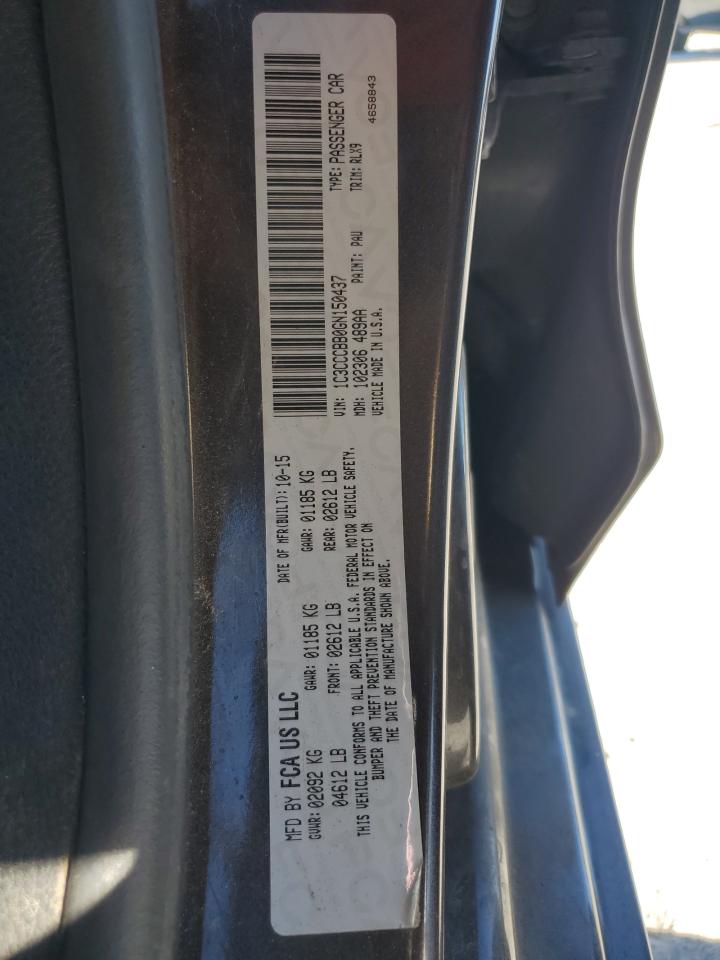 MFD BY FCA US LLC
DATE OF MFR(BUILT): 10-15
GVWR: 02092 KG
GAWR: 01185 KG
GAWR: 01185 KG
04612 LB
FRONT: 02612 LB
REAR: 02612 LB
THIS VEHICLE CONFORMS TO ALL APPLICABLE U.S.A. FEDERAL MOTOR VEHICLE SAFETY,
BUMPER AND THEFT PREVENTION STANDARDS IN EFFECT ON
THE DATE OF MANUFACTURE SHOWN ABOVE.
VIN: 1C3CCCBB0GN150437
TYPE: PASSENGER CAR
MDH: 102306 489AA
PAINT: PAU
TRIM: RLX9
VEHICLE MADE IN U.S.A.
4658843